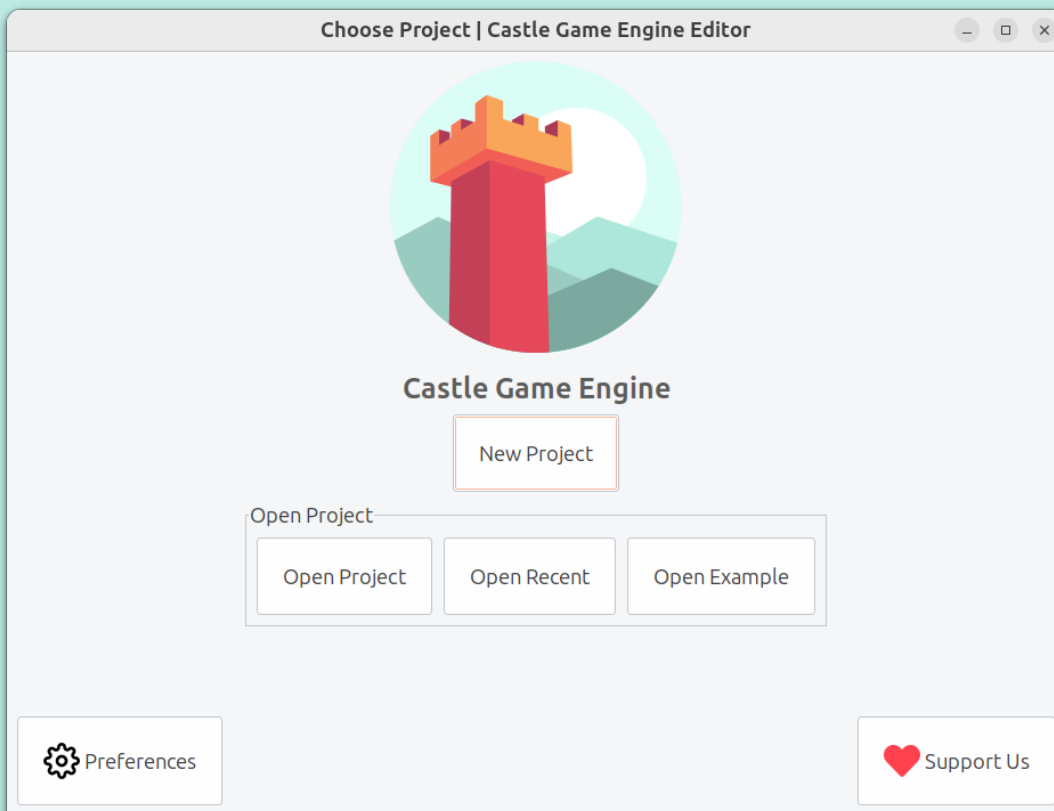 Choose Project | Castle Game Engine Editor
Castle Game Engine
New Project
Open Project
Open Project
Open Recent
Open Example
Preferences
Support Us